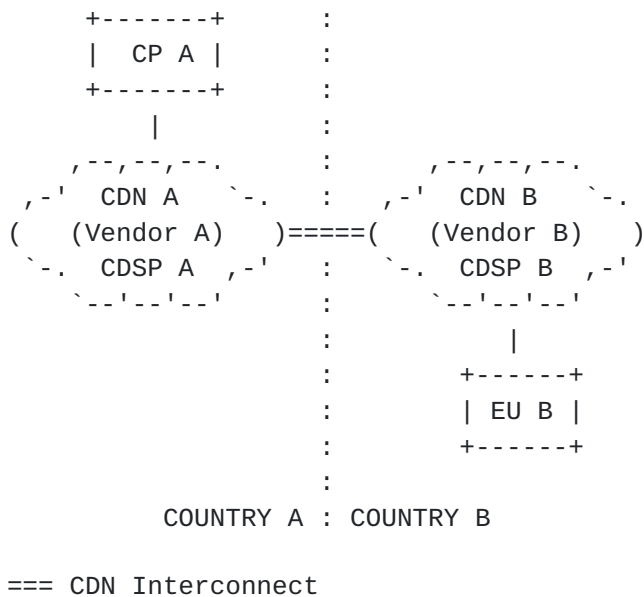 +-------+ :
| CP A | :
+-------+ :
| :
,--,--,--. : ,--,--,--.
,-' CDN A `-. : ,-' CDN B `-.
( (Vendor A) )=====( (Vendor B) )
`-. CDSP A ,-' : `-. CDSP B ,-'
`--'--'--' : `--'--'--'
: |
: +------+
: | EU B |
: +------+
:
COUNTRY A : COUNTRY B
=== CDN Interconnect